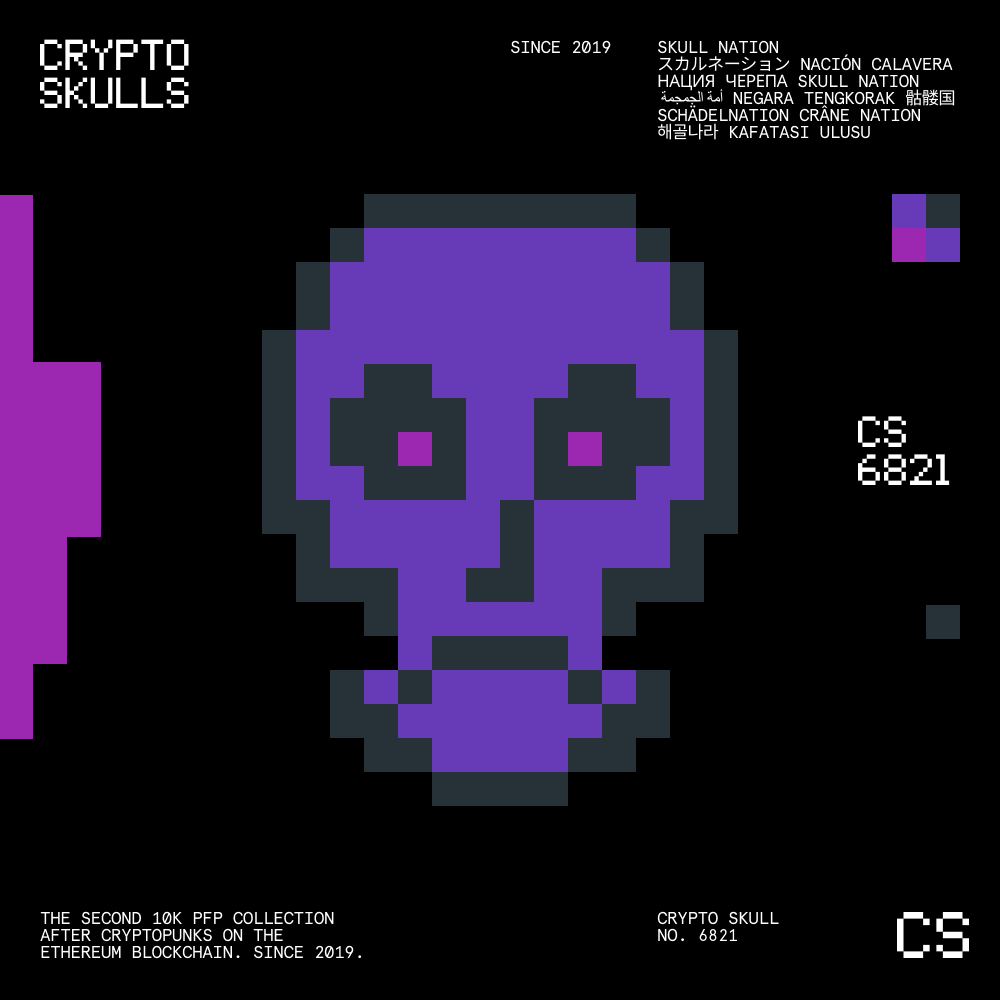 CRYPTO
SKULLS
SINCE 2019
SKULL NATION
スカルネーション NACIÓN CALAVERA
НАЦИЯ ЧЕРЕПА SKULL NATION
أمة الجمجمة NEGARA TENGKORAK 骷髅国
SCHÄDELNATION CRÂNE NATION
해골나라 KAFATASI ULUSU
CS
6821
THE SECOND 10K PFP COLLECTION
AFTER CRYPTOPUNKS ON THE
ETHEREUM BLOCKCHAIN. SINCE 2019.
CRYPTO SKULL
NO. 6821
CS